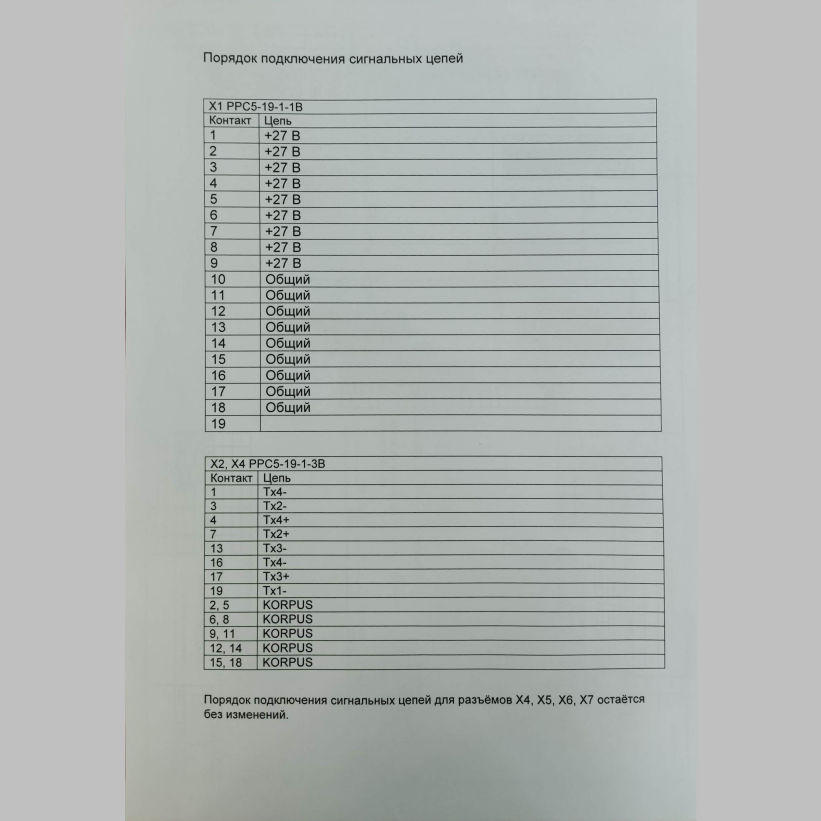 Порядок подключения сигнальных цепей
X1 РРС5-19-1-1В
Контакт Цепь
1 +27 В
2 +27 В
3 +27 В
4 +27 В
5 +27 В
6 +27 В
7 +27 В
8 +27 В
9 +27 В
10 Общий
11 Общий
12 Общий
13 Общий
14 Общий
15 Общий
16 Общий
17 Общий
18 Общий
19
X2, X4 РРС5-19-1-3В
Контакт Цепь
1 Tx4-
3 Tx2-
4 Tx4+
7 Tx2+
13 Tx3-
16 Tx4-
17 Tx3+
19 Tx1-
2, 5 KORPUS
6, 8 KORPUS
9, 11 KORPUS
12, 14 KORPUS
15, 18 KORPUS
Порядок подключения сигнальных цепей для разъёмов X4, X5, X6, X7 остаётся
без изменений.